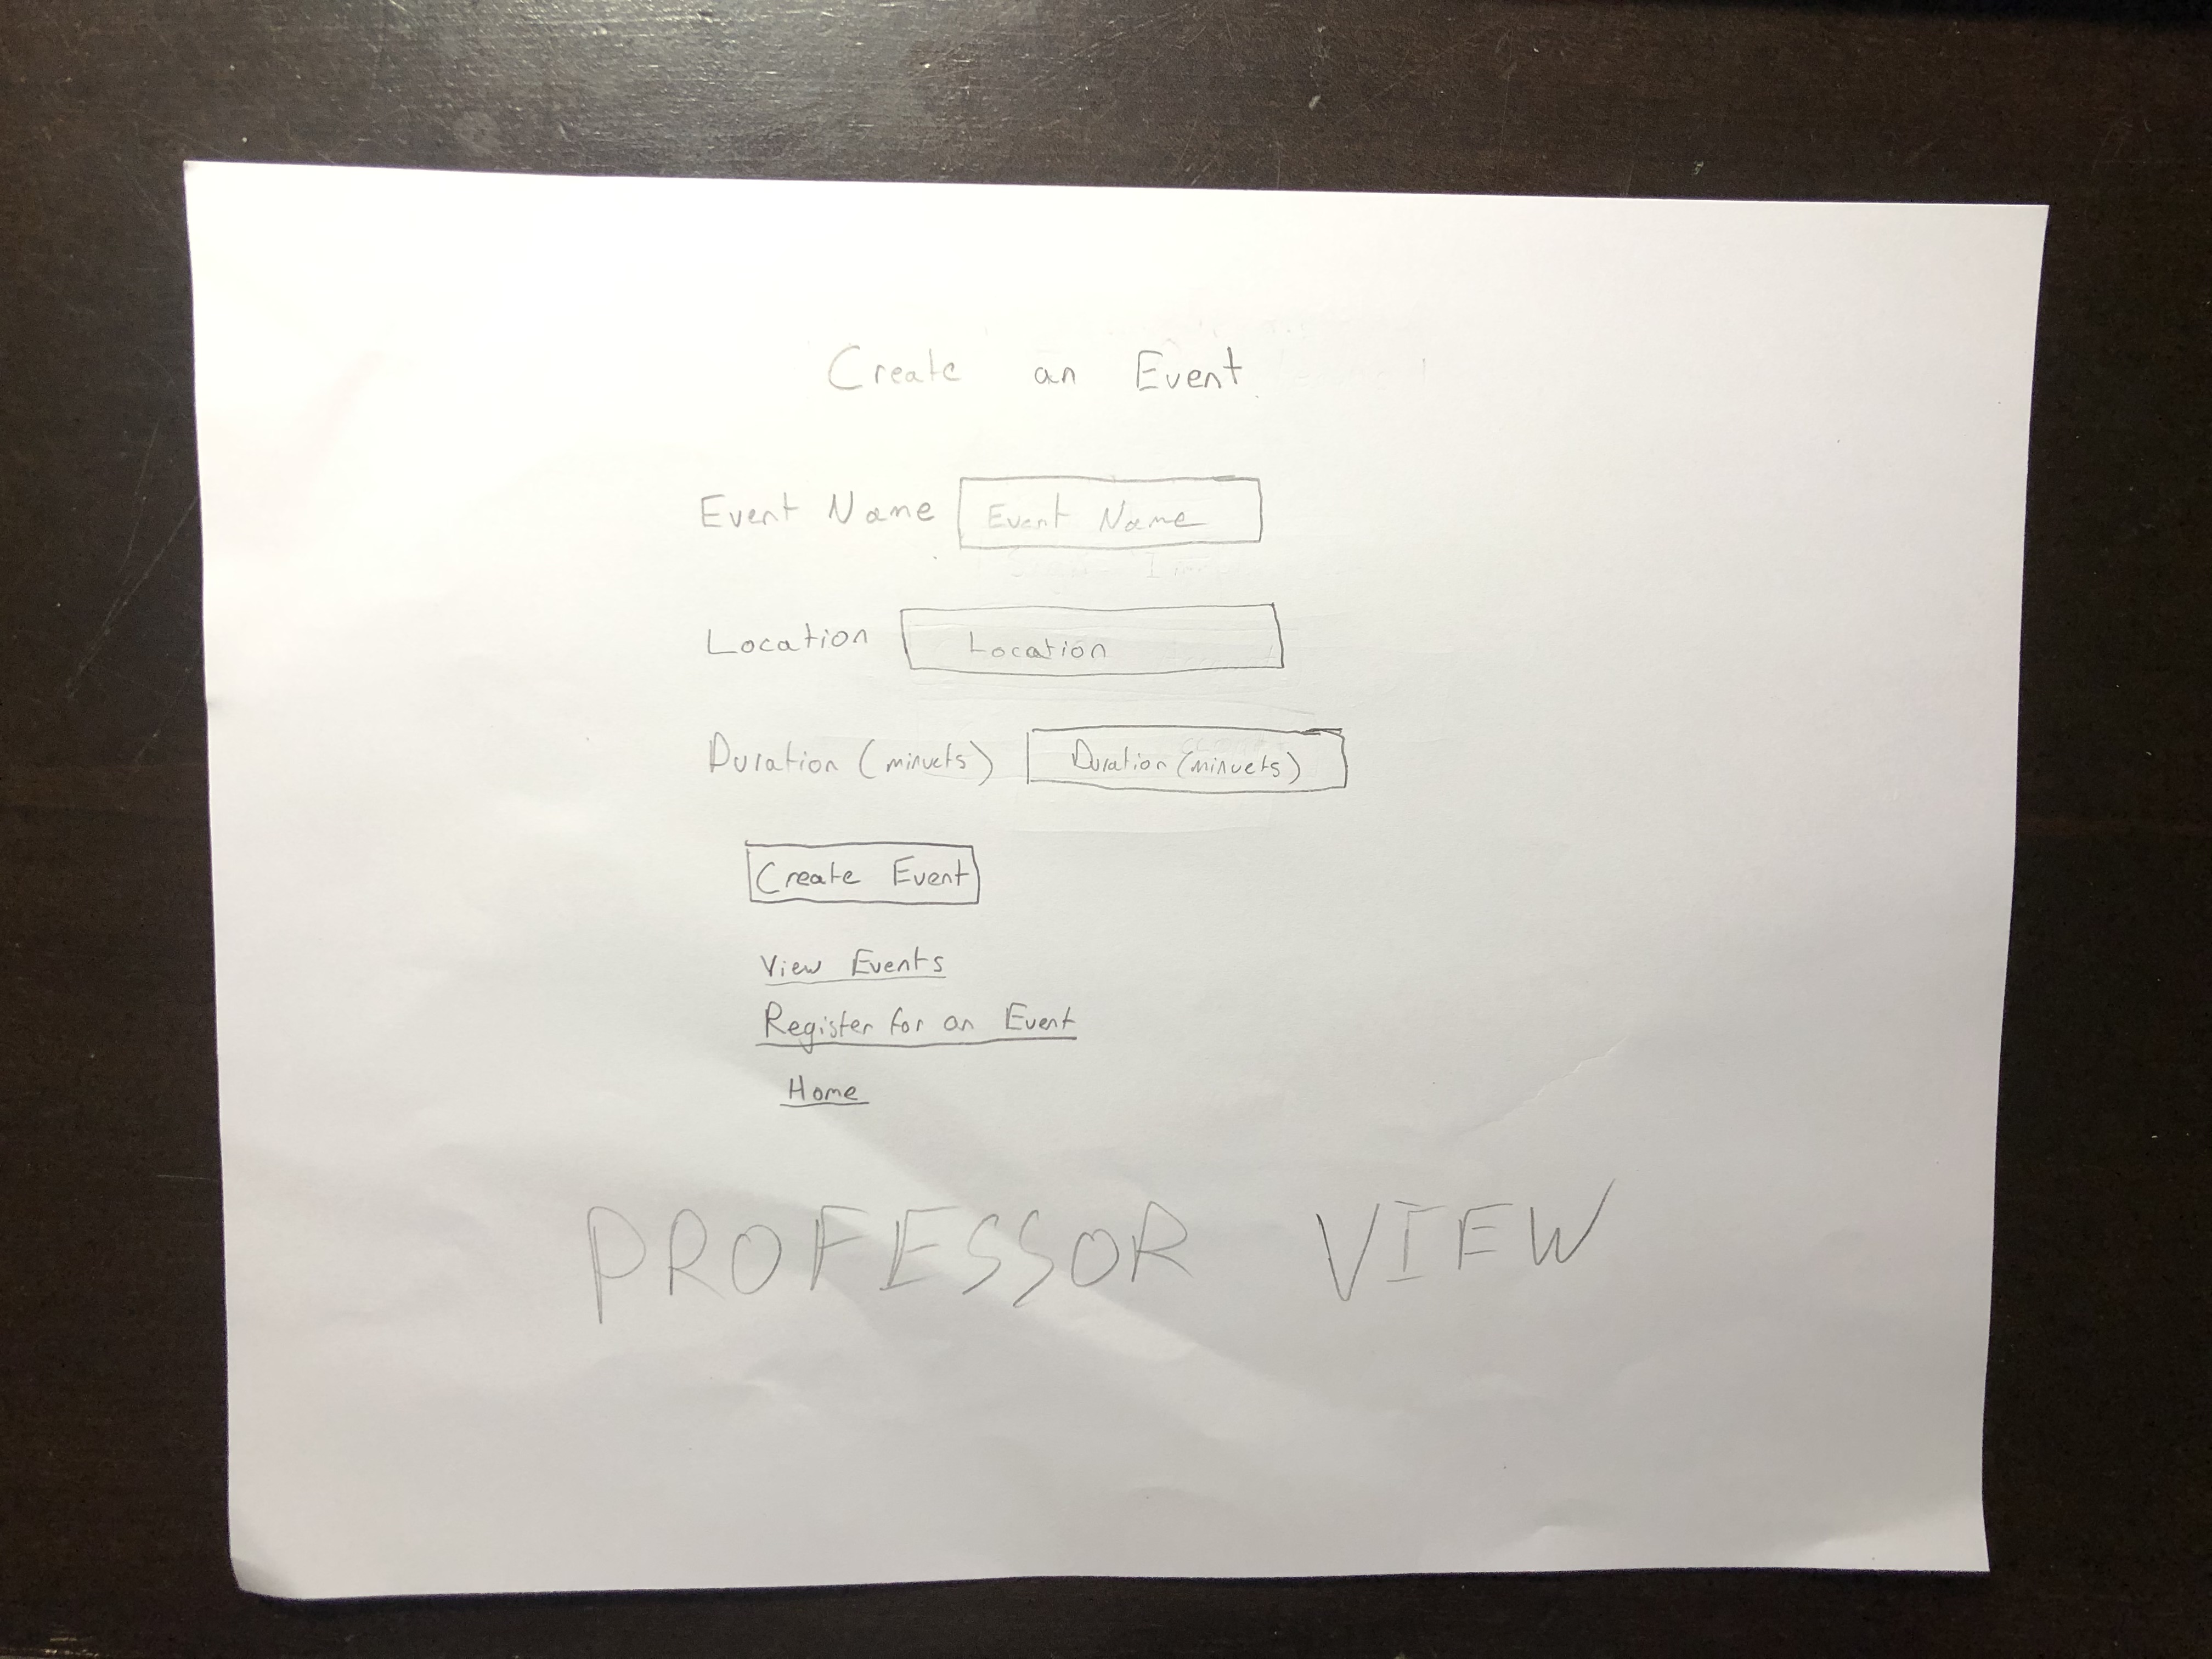 Create an Event
Event Name Event Name
Location Location
Duration (minuets) Duration (minuets)
Create Event
View Events
Register for an Event
Home
PROFESSOR VIEW